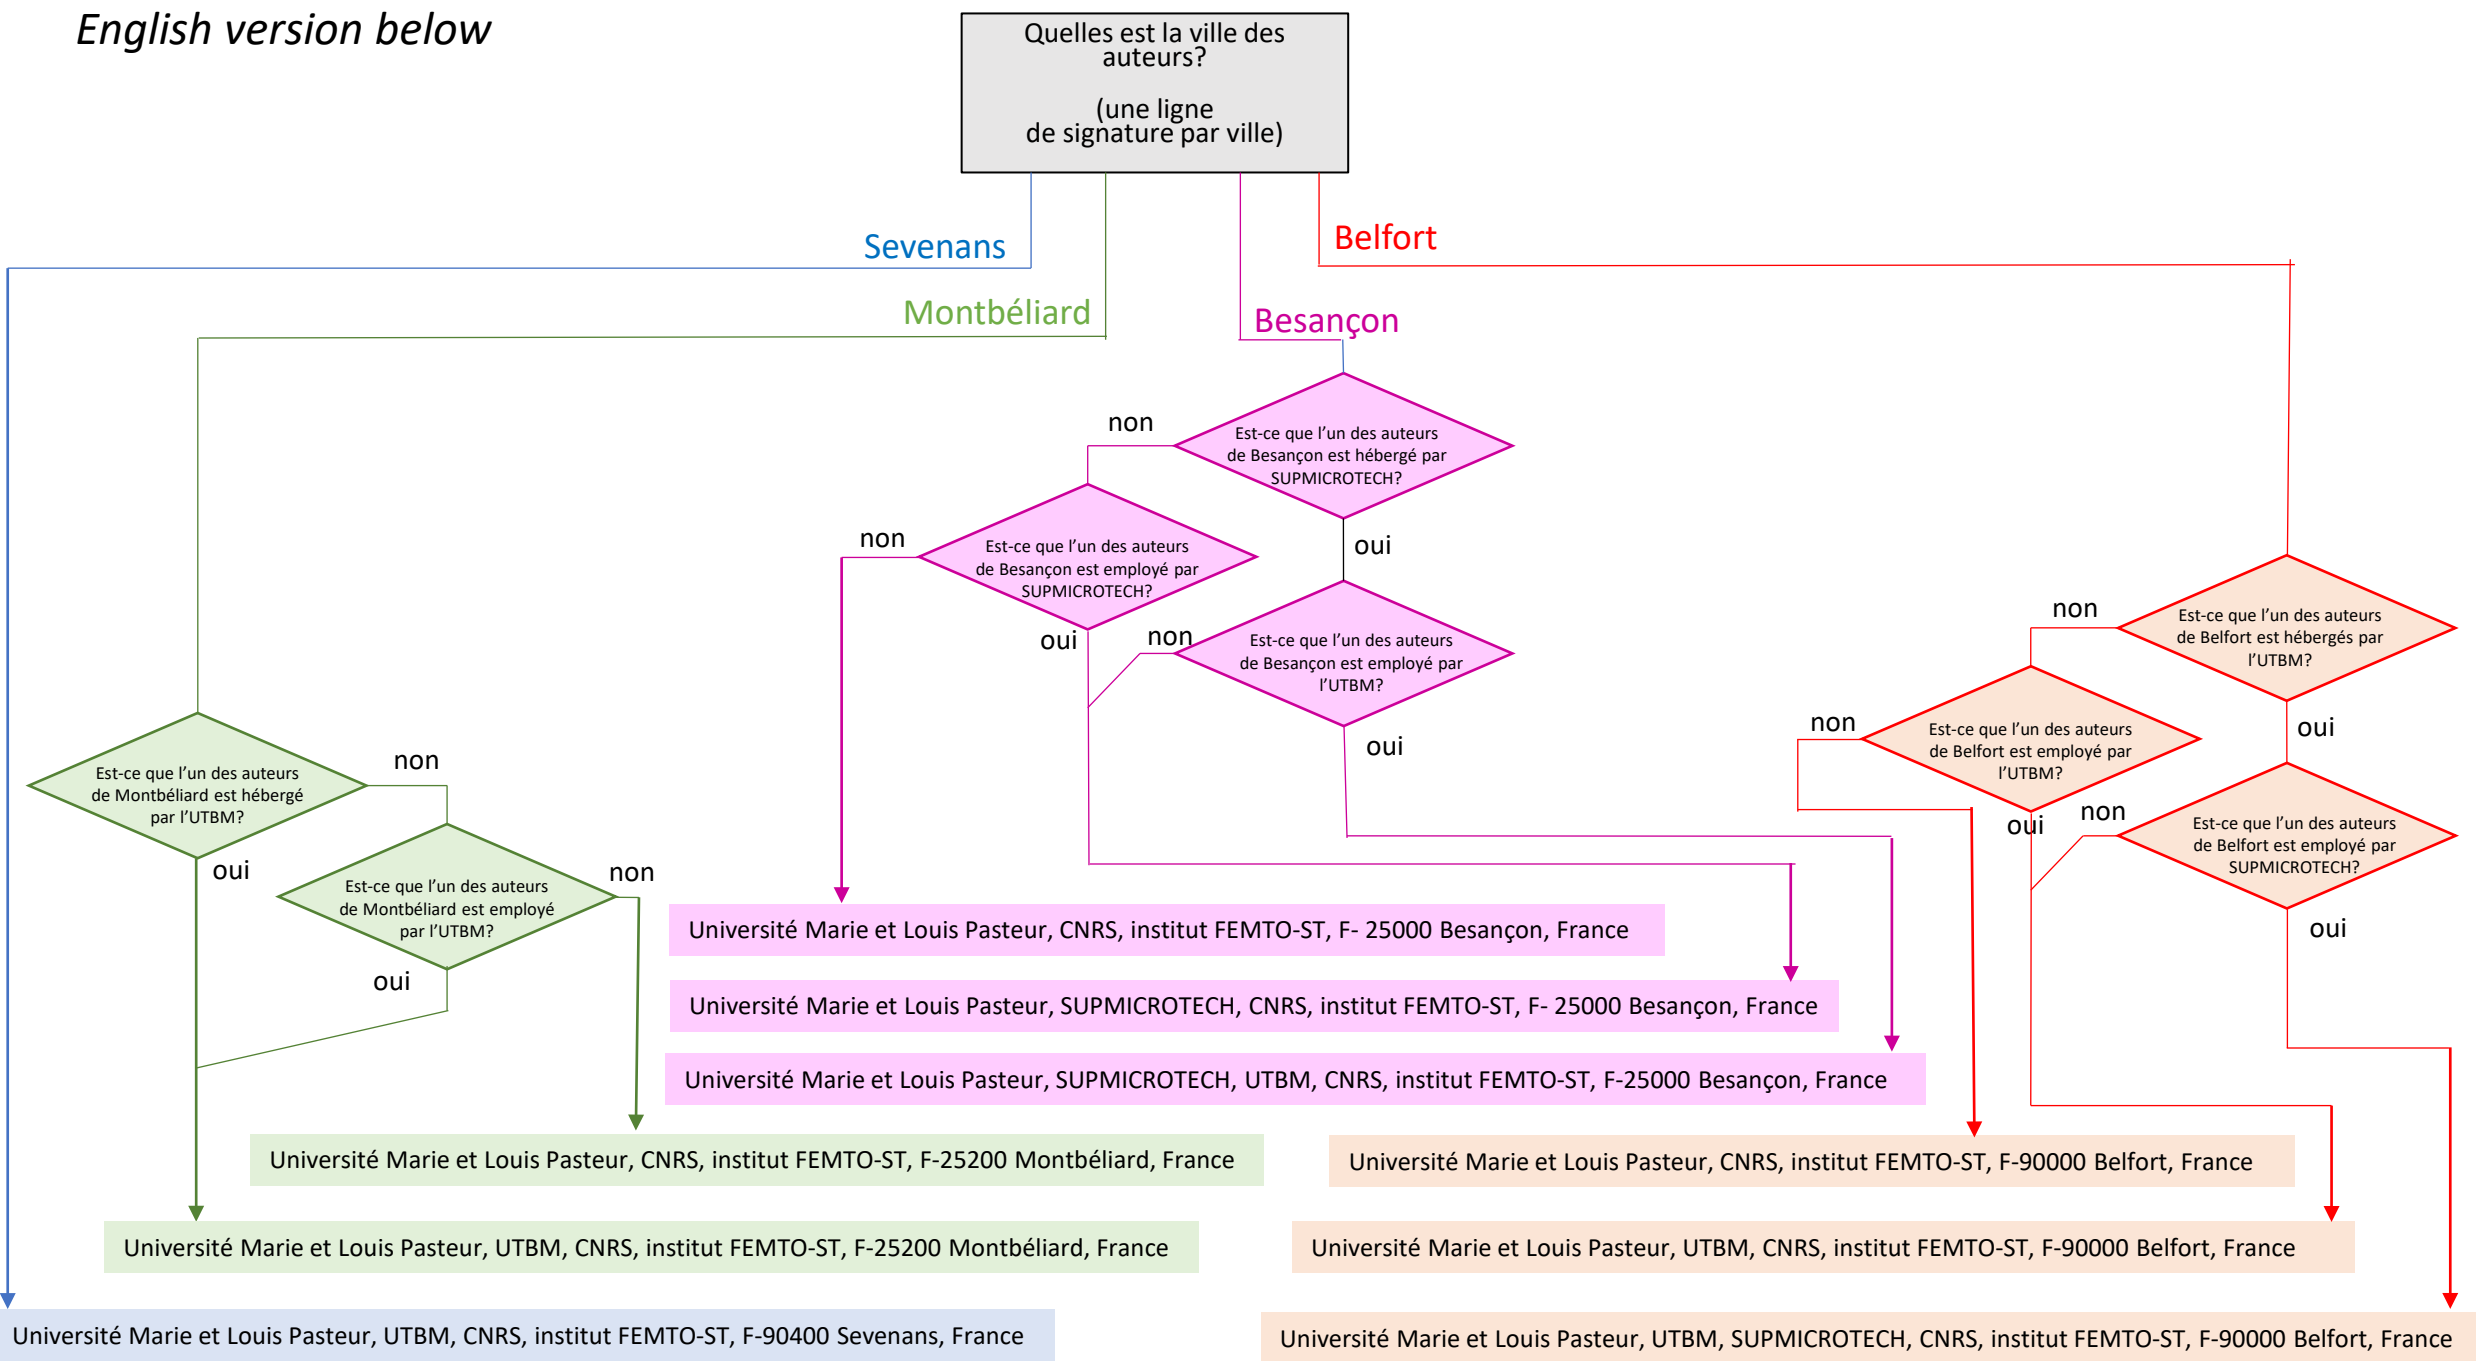 English version below
Quelles est la ville des
auteurs?
(une ligne
de signature par ville)
Sevenans
Belfort
Montbéliard
Besançon
non
Est-ce que l'un des auteurs
de Besançon est hébergé par
SUPMICROTECH?
oui
non
Est-ce que l'un des auteurs
de Besançon est employé par
SUPMICROTECH?
oui
non
Est-ce que l'un des auteurs
de Besançon est employé par
l'UTBM?
oui
non
Est-ce que l'un des auteurs
de Belfort est hébergés par
l'UTBM?
oui
non
Est-ce que l'un des auteurs
de Belfort est employé par
l'UTBM?
oui
non
Est-ce que l'un des auteurs
de Belfort est employé par
SUPMICROTECH?
oui
Est-ce que l'un des auteurs
de Montbéliard est hébergé
par l'UTBM?
non
oui
Est-ce que l'un des auteurs
de Montbéliard est employé
par l'UTBM?
non
oui
Université Marie et Louis Pasteur, CNRS, institut FEMTO-ST, F- 25000 Besançon, France
Université Marie et Louis Pasteur, SUPMICROTECH, CNRS, institut FEMTO-ST, F- 25000 Besançon, France
Université Marie et Louis Pasteur, SUPMICROTECH, UTBM, CNRS, institut FEMTO-ST, F-25000 Besançon, France
Université Marie et Louis Pasteur, CNRS, institut FEMTO-ST, F-25200 Montbéliard, France
Université Marie et Louis Pasteur, CNRS, institut FEMTO-ST, F-90000 Belfort, France
Université Marie et Louis Pasteur, UTBM, CNRS, institut FEMTO-ST, F-25200 Montbéliard, France
Université Marie et Louis Pasteur, UTBM, CNRS, institut FEMTO-ST, F-90000 Belfort, France
Université Marie et Louis Pasteur, UTBM, CNRS, institut FEMTO-ST, F-90400 Sevenans, France
Université Marie et Louis Pasteur, UTBM, SUPMICROTECH, CNRS, institut FEMTO-ST, F-90000 Belfort, France